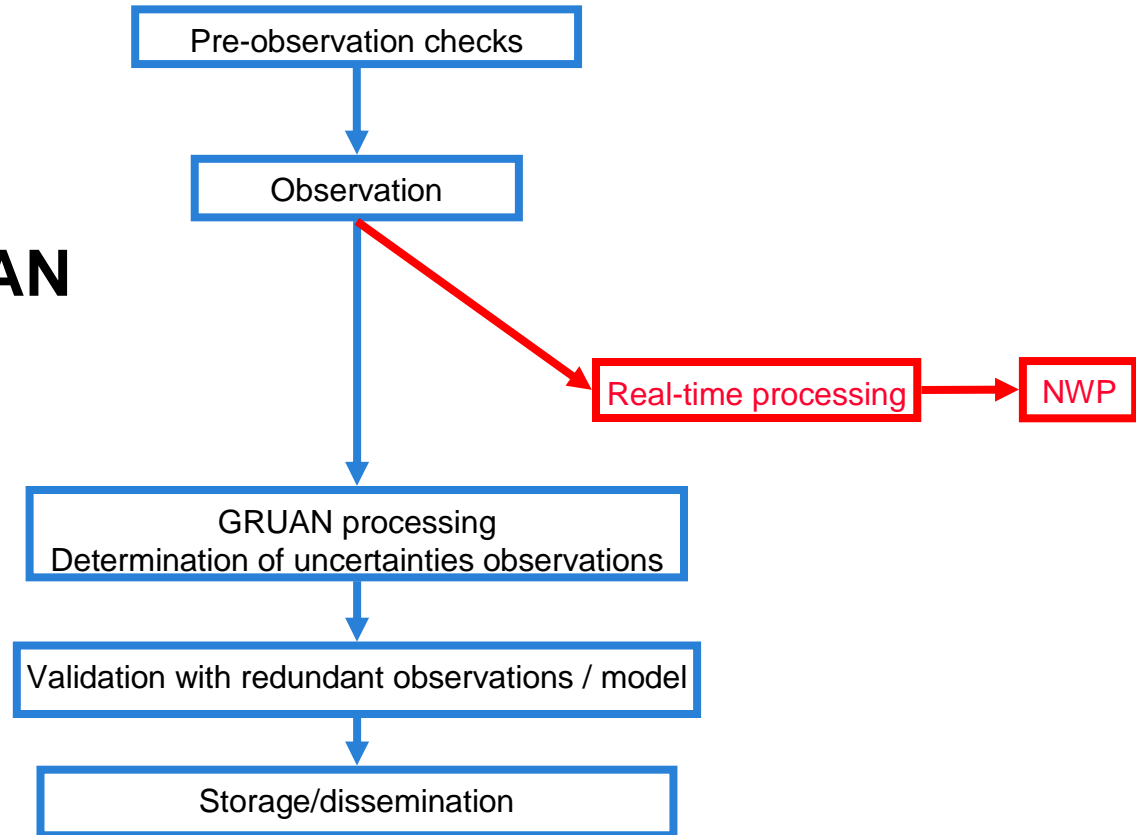 Pre-observation checks
Observation
AN
Real-time processing
NWP
GRUAN processing
Determination of uncertainties observations
Validation with redundant observations / model
Storage/dissemination